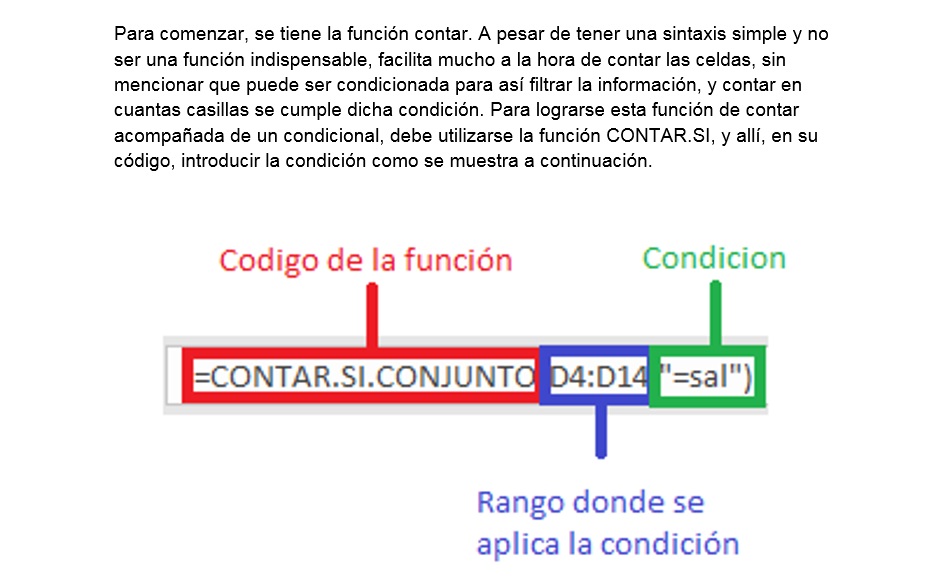 Para comenzar, se tiene la función contar. A pesar de tener una sintaxis simple y no
ser una función indispensable, facilita mucho a la hora de contar las celdas, sin
mencionar que puede ser condicionada para así filtrar la información, y contar en
cuantas casillas se cumple dicha condición. Para lograrse esta función de contar
acompañada de un condicional, debe utilizarse la función CONTAR.SI, y allí, en su
código, introducir la condición como se muestra a continuación.
Codigo de la función
Condicion
=CONTAR.SI.CONJUNTO D4:D14 "=sal")
Rango donde se
aplica la condición